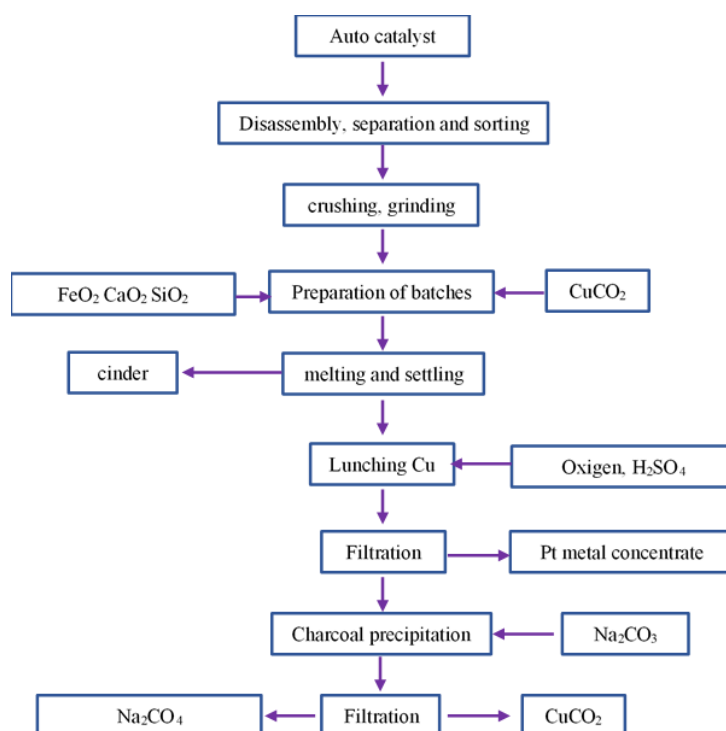 Auto catalyst
Disassembly, separation and sorting
crushing, grinding
FeO₂ CaO₂ SiO₂
Preparation of batches
CuCO₂
cinder
melting and settling
Lunching Cu
Oxigen, H₂SO₄
Filtration
Pt metal concentrate
Charcoal precipitation
Na₂CO₃
Na₂CO₄
Filtration
CuCO₂